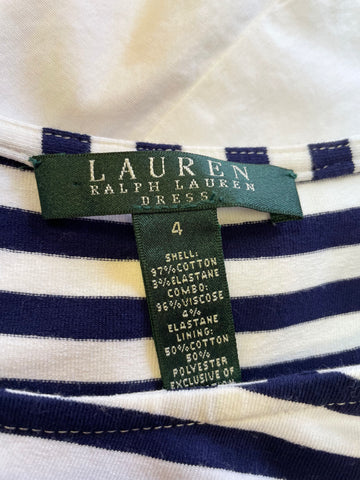 LAUREN
RALPH LAUREN
DRESS
4
SHELL:
97%COTTON
3%ELASTANE
COMBO:
96%VISCOSE
4%
ELASTANE
LINING:
50%COTTON
50%
POLYESTER
EXCLUSIVE OF